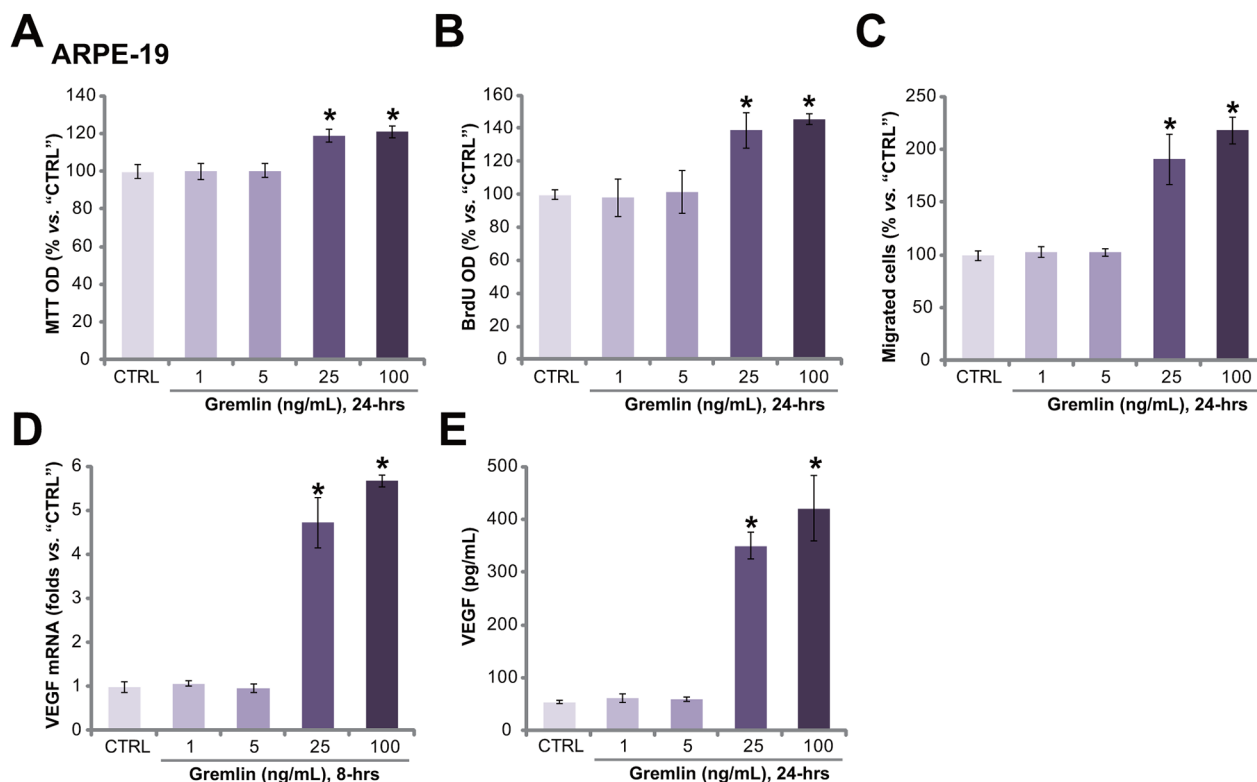 A
ARPE-19
MTT OD (% vs. “CTRL”)
140
120
100
80
60
40
20
0
* *
CTRL 1 5 25 100
Gremlin (ng/mL), 24-hrs
B
BrdU OD (% vs. “CTRL”)
160
140
120
100
80
60
40
20
0
* *
CTRL 1 5 25 100
Gremlin (ng/mL), 24-hrs
C
Migrated cells (% vs. “CTRL”)
250
200
150
100
50
0
* *
CTRL 1 5 25 100
Gremlin (ng/mL), 24-hrs
D
VEGF mRNA (folds vs. “CTRL”)
6
5
4
3
2
1
0
* *
CTRL 1 5 25 100
Gremlin (ng/mL), 8-hrs
E
VEGF (pg/mL)
500
400
300
200
100
0
* *
CTRL 1 5 25 100
Gremlin (ng/mL), 24-hrs